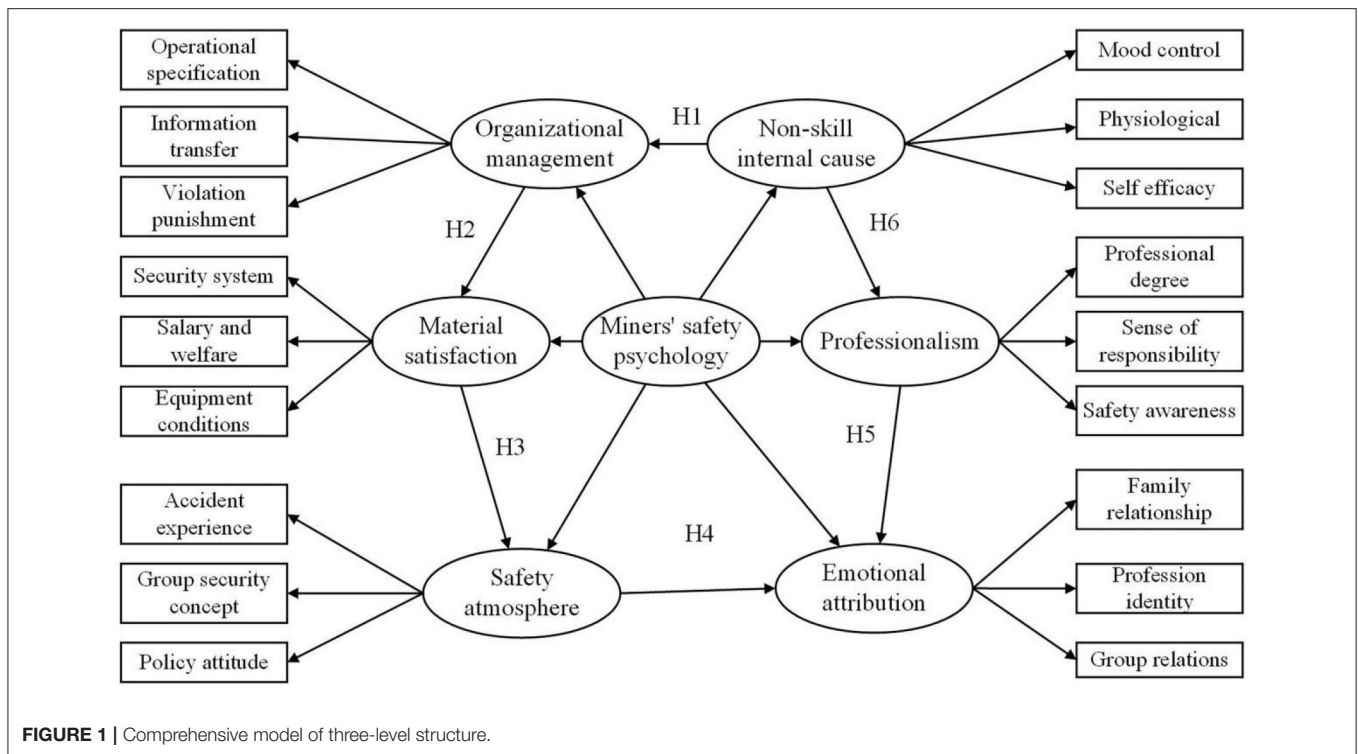 Operational
specification
Information
transfer
Violation
punishment
Security system
Salary and
welfare
Equipment
conditions
Accident
experience
Group security
concept
Policy attitude
Organizational
management
H1
Non-skill
internal cause
H2
H6
Material
satisfaction
Miners' safety
psychology
Professionalism
H3
H5
H4
Safety
atmosphere
Emotional
attribution
Mood control
Physiological
Self efficacy
Professional
degree
Sense of
responsibility
Safety awareness
Family
relationship
Profession
identity
Group relations
FIGURE 1 | Comprehensive model of three-level structure.